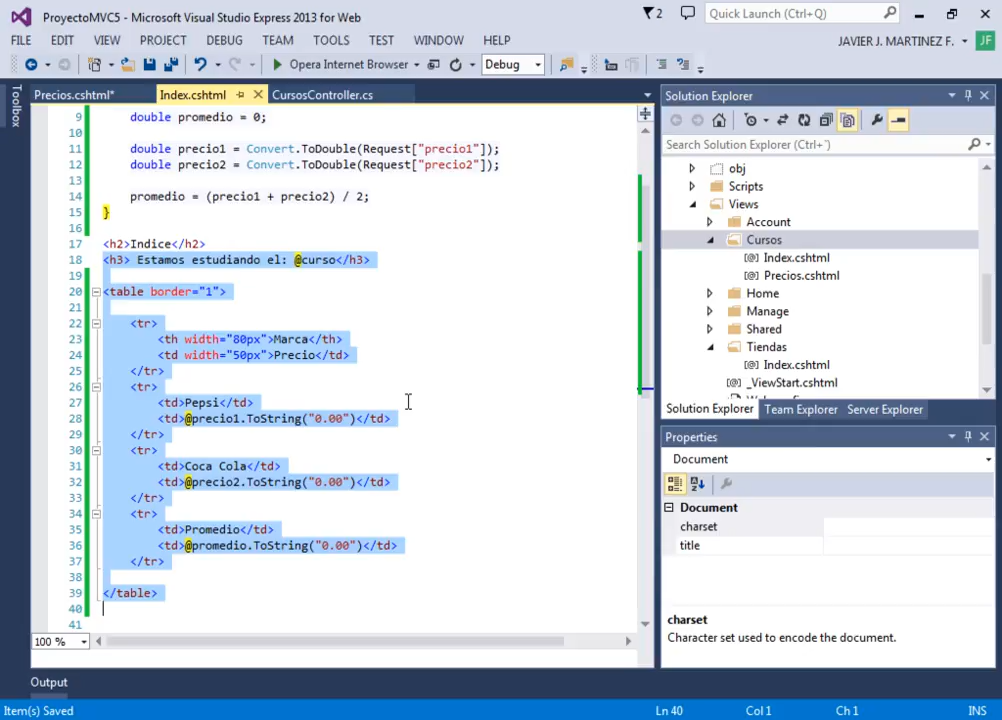 ProyectoMVC5 - Microsoft Visual Studio Express 2013 for Web
2
Quick Launch (Ctrl+Q)
FILE EDIT VIEW PROJECT DEBUG TEAM TOOLS TEST WINDOW HELP
JAVIER J. MARTINEZ F. JF
Opera Internet Browser Debug
Toolbox
Precios.cshtml* Index.cshtml CursosController.cs
9 double promedio = 0;
10
11 double precio1 = Convert.ToDouble(Request["precio1"]);
12 double precio2 = Convert.ToDouble(Request["precio2"]);
13
14 promedio = (precio1 + precio2) / 2;
15 }
16
17 <h2>Indice</h2>
18 <h3> Estamos estudiando el: @curso</h3>
19
20 <table border="1">
21
22 <tr>
23 <th width="80px">Marca</th>
24 <td width="50px">Precio</td>
25 </tr>
26 <tr>
27 <td>Pepsi</td>
28 <td>@precio1.ToString("0.00")</td>
29 </tr>
30 <tr>
31 <td>Coca Cola</td>
32 <td>@precio2.ToString("0.00")</td>
33 </tr>
34 <tr>
35 <td>Promedio</td>
36 <td>@promedio.ToString("0.00")</td>
37 </tr>
38
39 </table>
40
41
100 %
Output
Item(s) Saved
Ln 40 Col 1 Ch 1 INS
Solution Explorer
Search Solution Explorer (Ctrl+¨)
obj
Scripts
Views
Account
Cursos
Index.cshtml
Precios.cshtml
Home
Manage
Shared
Tiendas
Index.cshtml
_ViewStart.cshtml
Solution Explorer Team Explorer Server Explorer
Properties
Document
Document
charset
title
charset
Character set used to encode the document.